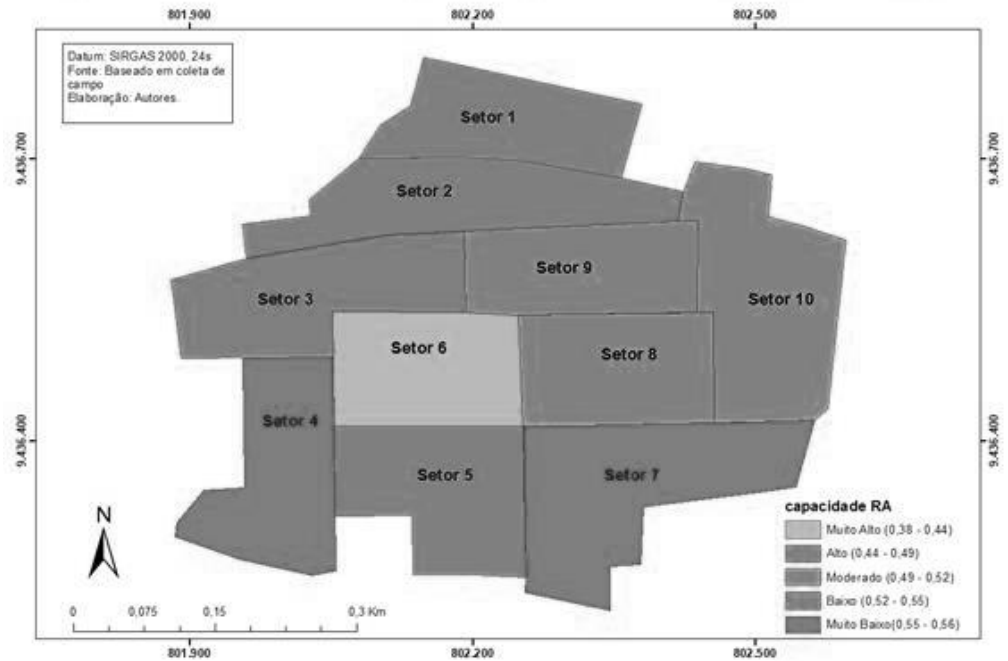 801.900 802.200 802.500
Datum: SIRGAS 2000, 24s
Fonte: Baseado em coleta de
campo
Elaboração: Autores.
Setor 1
9.436.700 9.436.700
Setor 2
Setor 9
Setor 3 Setor 10
Setor 6 Setor 8
Setor 4
9.436.400 9.436.400
Setor 5 Setor 7
N
capacidade RA
Muito Alto (0,38 - 0,44)
Alto (0,44 - 0,49)
Moderado (0,49 - 0,52)
Baixo (0,52 - 0,55)
Muito Baixo(0,55 - 0,56)
0 0,075 0,15 0,3 Km
801.900 802.200 802.500